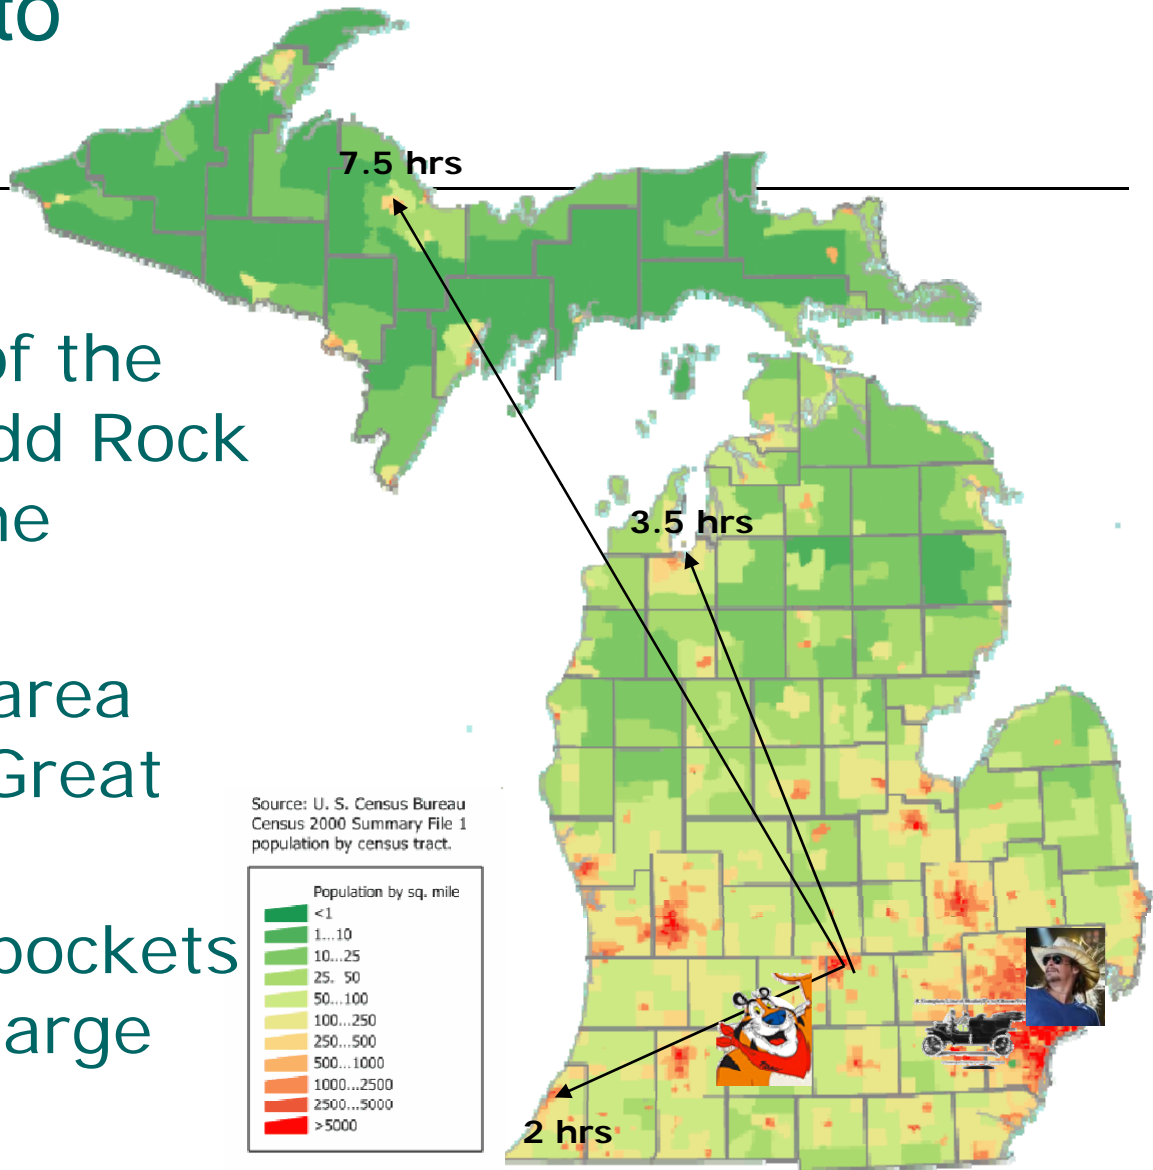 to
7.5 hrs
of the
dd Rock
ne
3.5 hrs
area
Great
Source: U. S. Census Bureau
Census 2000 Summary File 1
population by census tract.
Population by sq. mile
<1
1...10
10...25
25. 50
50...100
100...250
250...500
500...1000
1000...2500
2500...5000
>5000
pockets
arge
2 hrs